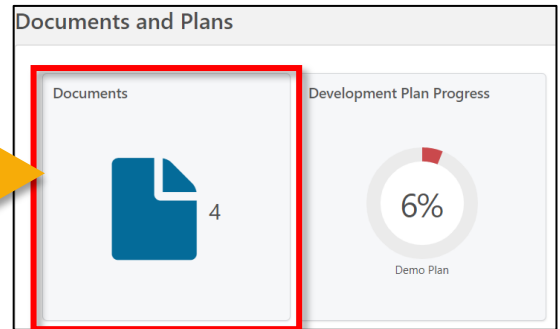 Documents and Plans
Documents
4
Development Plan Progress
6%
Demo Plan